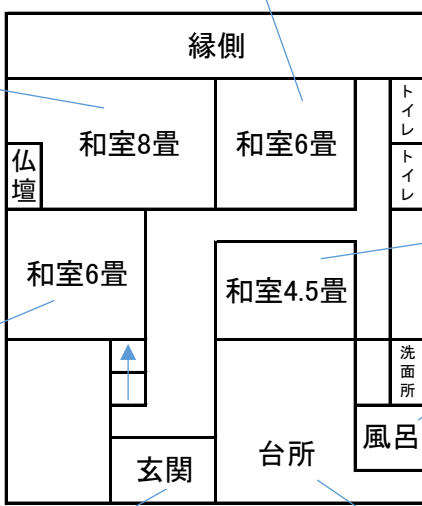 縁側
和室8畳
和室6畳
トイレ
トイレ
仏壇
和室6畳
和室4.5畳
洗面所
風呂
玄関
台所